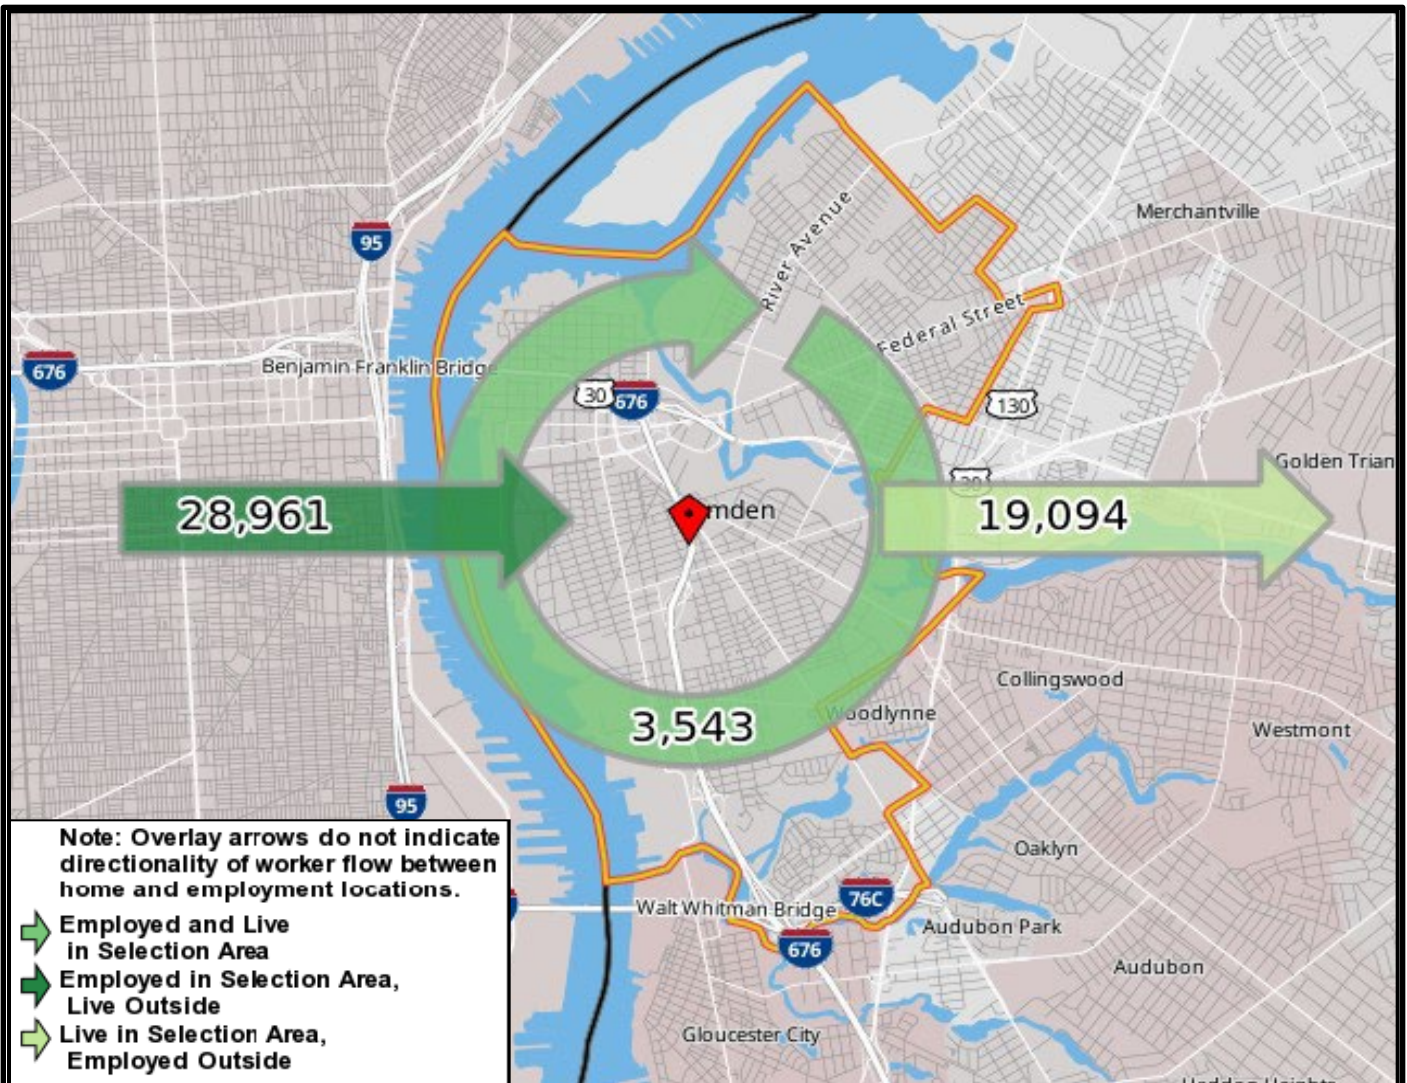 Merchantville
River Avenue
95
Federal Street
676
Benjamin Franklin Bridge
30
676
130
Golden Trian
30
28,961
mden
19,094
Collingswood
3,543
Woodlynne
Westmont
95
Note: Overlay arrows do not indicate
directionality of worker flow between
home and employment locations.
Employed and Live
in Selection Area
Employed in Selection Area,
Live Outside
Live in Selection Area,
Employed Outside
Oaklyn
76C
Walt Whitman Bridge
Audubon Park
676
Audubon
Gloucester City
Haddon Heights